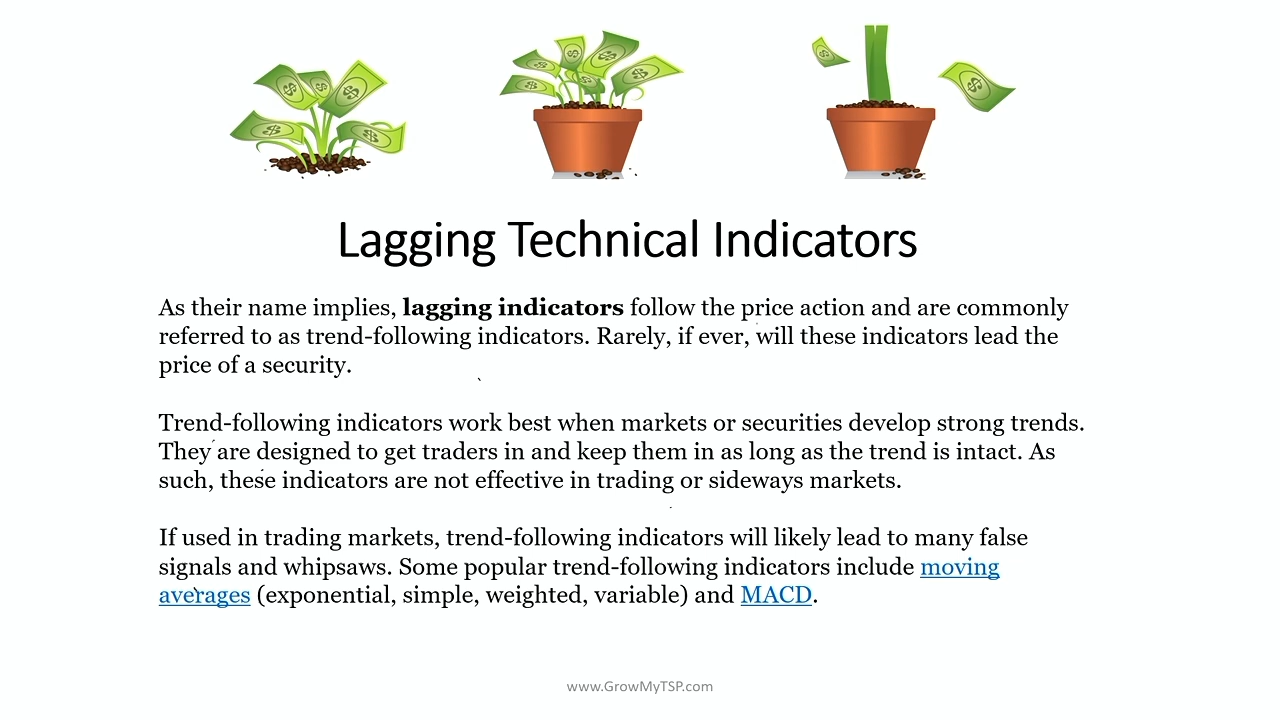 Lagging Technical Indicators
As their name implies, lagging indicators follow the price action and are commonly
referred to as trend-following indicators. Rarely, if ever, will these indicators lead the
price of a security.
Trend-following indicators work best when markets or securities develop strong trends.
They are designed to get traders in and keep them in as long as the trend is intact. As
such, these indicators are not effective in trading or sideways markets.
If used in trading markets, trend-following indicators will likely lead to many false
signals and whipsaws. Some popular trend-following indicators include moving
averages (exponential, simple, weighted, variable) and MACD.
www.GrowMyTSP.com